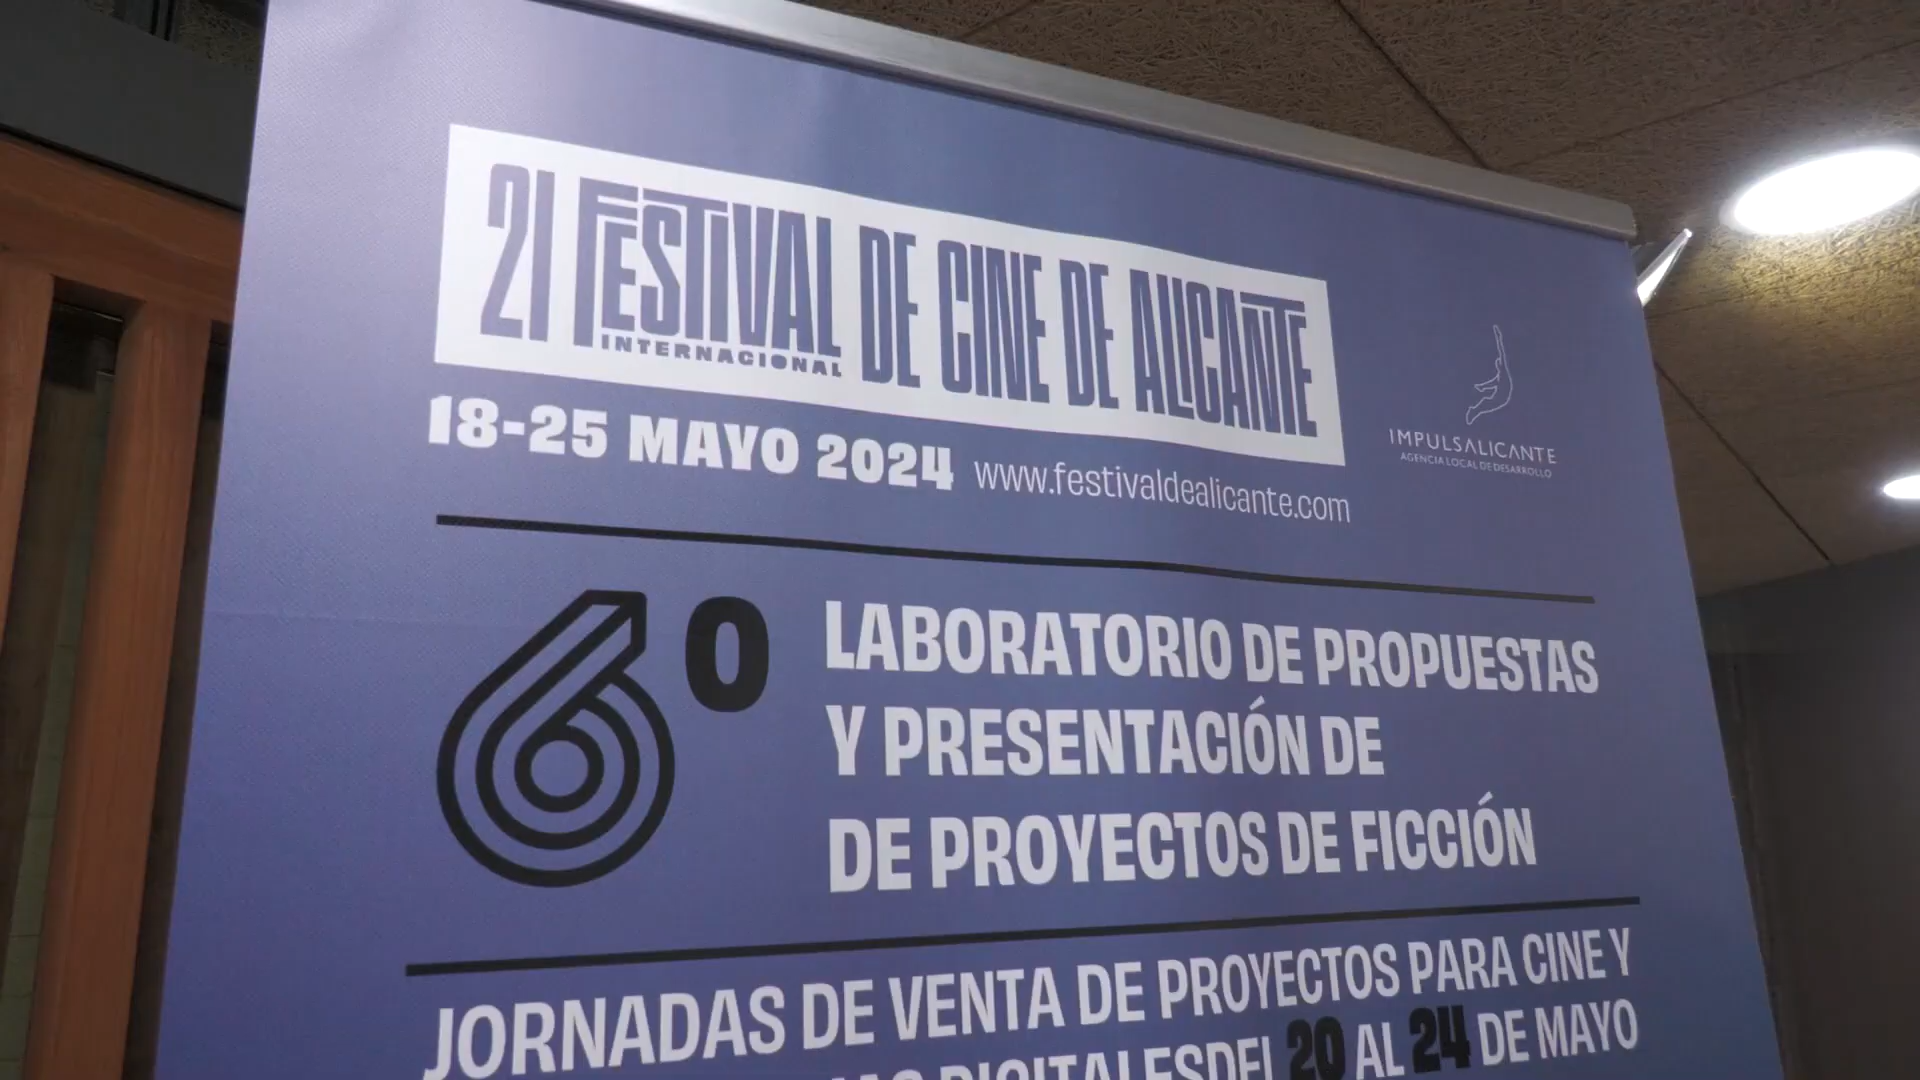 21 FESTIVAL DE CINE DE ALICANTE
INTERNACIONAL
18-25 MAYO 2024 www.festivaldealicante.com
IMPULSALICANTE
AGENCIA LOCAL DE DESARROLLO
6º LABORATORIO DE PROPUESTAS
Y PRESENTACIÓN DE
DE PROYECTOS DE FICCIÓN
JORNADAS DE VENTA DE PROYECTOS PARA CINE Y
DIGITALESDEL 20 AL 24 DE MAYO